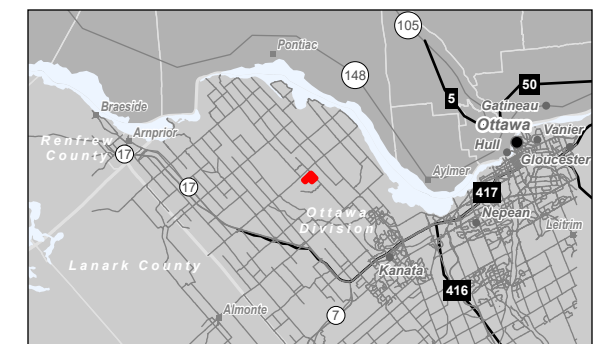 105
Pontiac
148
50
5
Gatineau
Braeside
Ottawa
Vanier
Arnprior
Hull
Renfrew
County
17
Gloucester
Aylmer
17
417
Ottawa
Division
Nepean
Leitrim
Lanark County
Kanata
416
Almonte
7